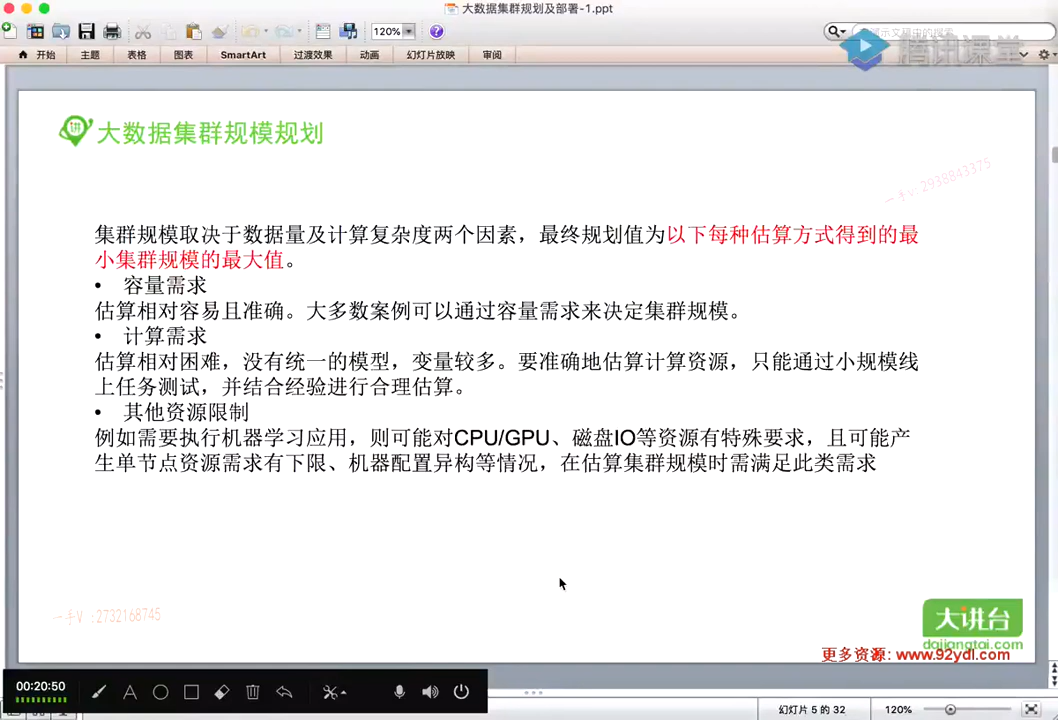 大数据集群规划及部署-1.ppt
120%
腾讯课堂
开始 主题 表格 图表 SmartArt 过渡效果 动画 幻灯片放映 审阅
大数据集群规模规划
一手v:2938843375
集群规模取决于数据量及计算复杂度两个因素，最终规划值为以下每种估算方式得到的最
小集群规模的最大值。
• 容量需求
估算相对容易且准确。大多数案例可以通过容量需求来决定集群规模。
• 计算需求
估算相对困难，没有统一的模型，变量较多。要准确地估算计算资源，只能通过小规模线
上任务测试，并结合经验进行合理估算。
• 其他资源限制
例如需要执行机器学习应用，则可能对CPU/GPU、磁盘IO等资源有特殊要求，且可能产
生单节点资源需求有下限、机器配置异构等情况，在估算集群规模时需满足此类需求
一手V :2732168745
大讲台
dajiangtai.com
更多资源: www.92ydl.com
00:20:50
幻灯片 5 的 32 120%